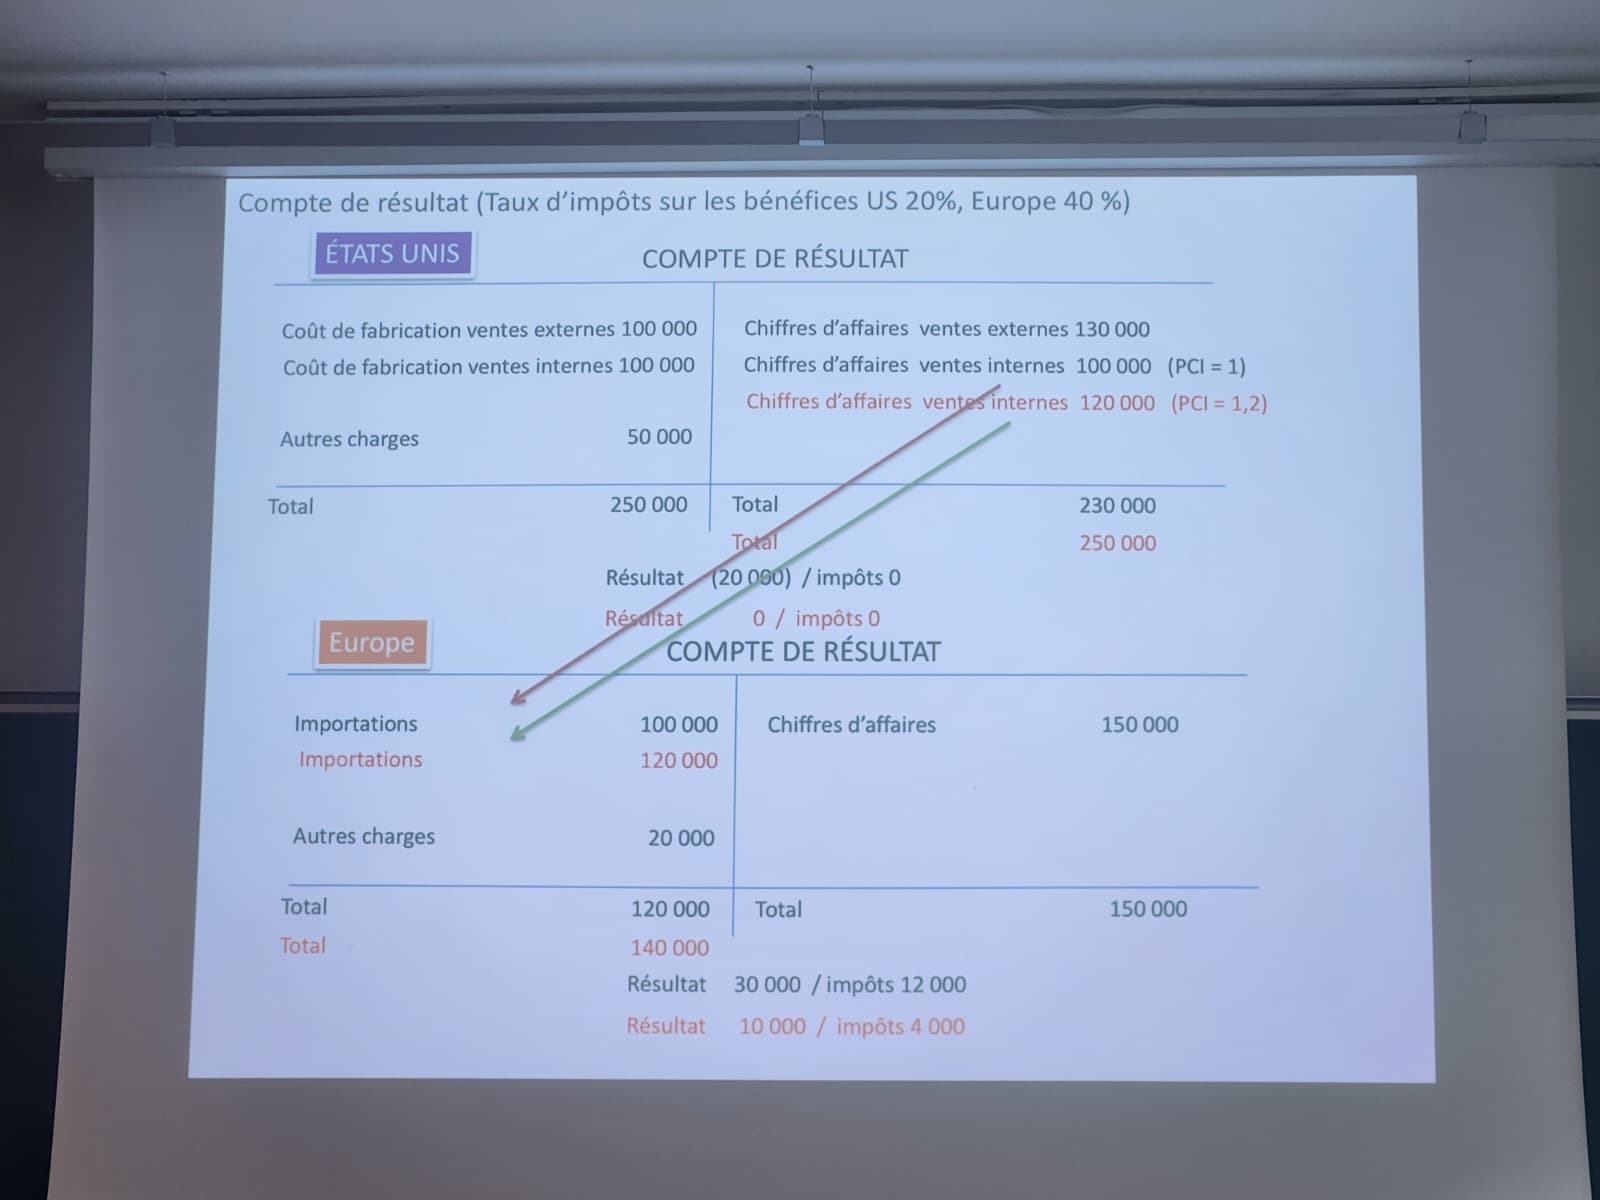 Compte de résultat (Taux d'impôts sur les bénéfices US 20%, Europe 40 %)
ÉTATS UNIS
COMPTE DE RÉSULTAT
Coût de fabrication ventes externes 100 000
Chiffres d'affaires ventes externes 130 000
Coût de fabrication ventes internes 100 000
Chiffres d'affaires ventes internes 100 000 (PCI = 1)
Chiffres d'affaires ventes internes 120 000 (PCI = 1,2)
Autres charges 50 000
Total 250 000
Total 230 000
Total 250 000
Résultat (20 000) / impôts 0
Résultat 0 / impôts 0
Europe
COMPTE DE RÉSULTAT
Importations 100 000
Chiffres d'affaires 150 000
Importations 120 000
Autres charges 20 000
Total 120 000
Total 150 000
Total 140 000
Résultat 30 000 / impôts 12 000
Résultat 10 000 / impôts 4 000